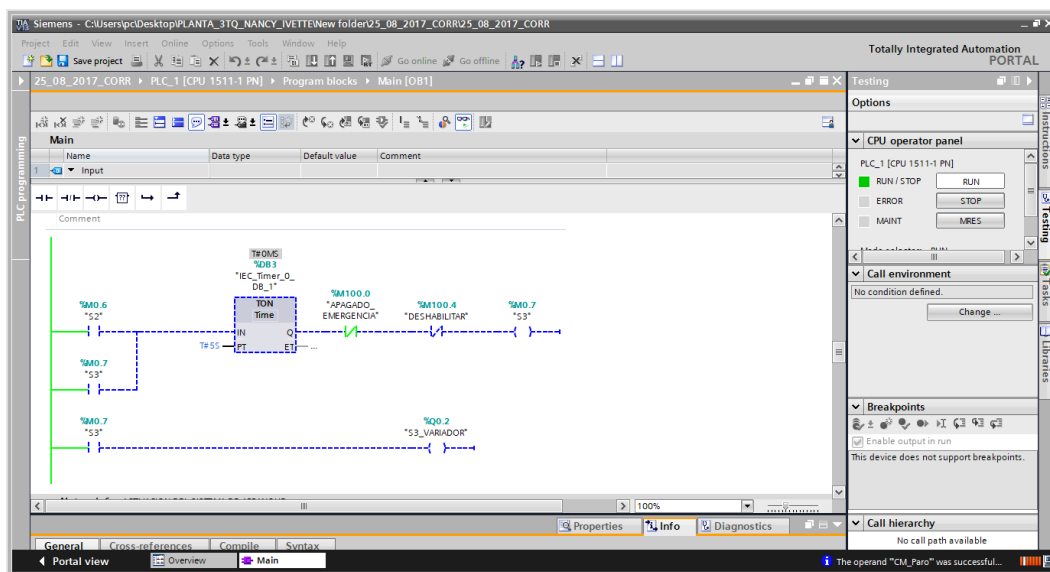 Siemens - C:\Users\pc\Desktop\PLANTA_3TQ_NANCY_IVETTE\New folder\25_08_2017_CORR\25_08_2017_CORR
Project Edit View Insert Online Options Tools Window Help
Totally Integrated Automation
PORTAL
Save project
Go online
Go offline
25_08_2017_CORR ▸ PLC_1 [CPU 1511-1 PN] ▸ Program blocks ▸ Main [OB1]
Testing
Options
Main
Name Data type Default value Comment
1 Input
PLC programming
Comment
T#0MS
%DB3
"IEC_Timer_0_
DB_1"
TON
Time
IN Q
T#5S PT ET ...
%M0.6
"S2"
%M100.0
"APAGADO_
EMERGENCIA"
%M100.4
"DESHABILITAR"
%M0.7
"S3"
%M0.7
"S3"
%M0.7
"S3"
%Q0.2
"S3_VARIADOR"
100%
Properties Info Diagnostics
General Cross-references Compile Syntax
CPU operator panel
PLC_1 [CPU 1511-1 PN]
RUN / STOP RUN
ERROR STOP
MAINT MRES
Call environment
No condition defined.
Change ...
Breakpoints
Enable output in run
This device does not support breakpoints.
Call hierarchy
No call path available
Instructions
Testing
Tasks
Libraries
Portal view Overview Main
The operand "CM_Paro" was successful...